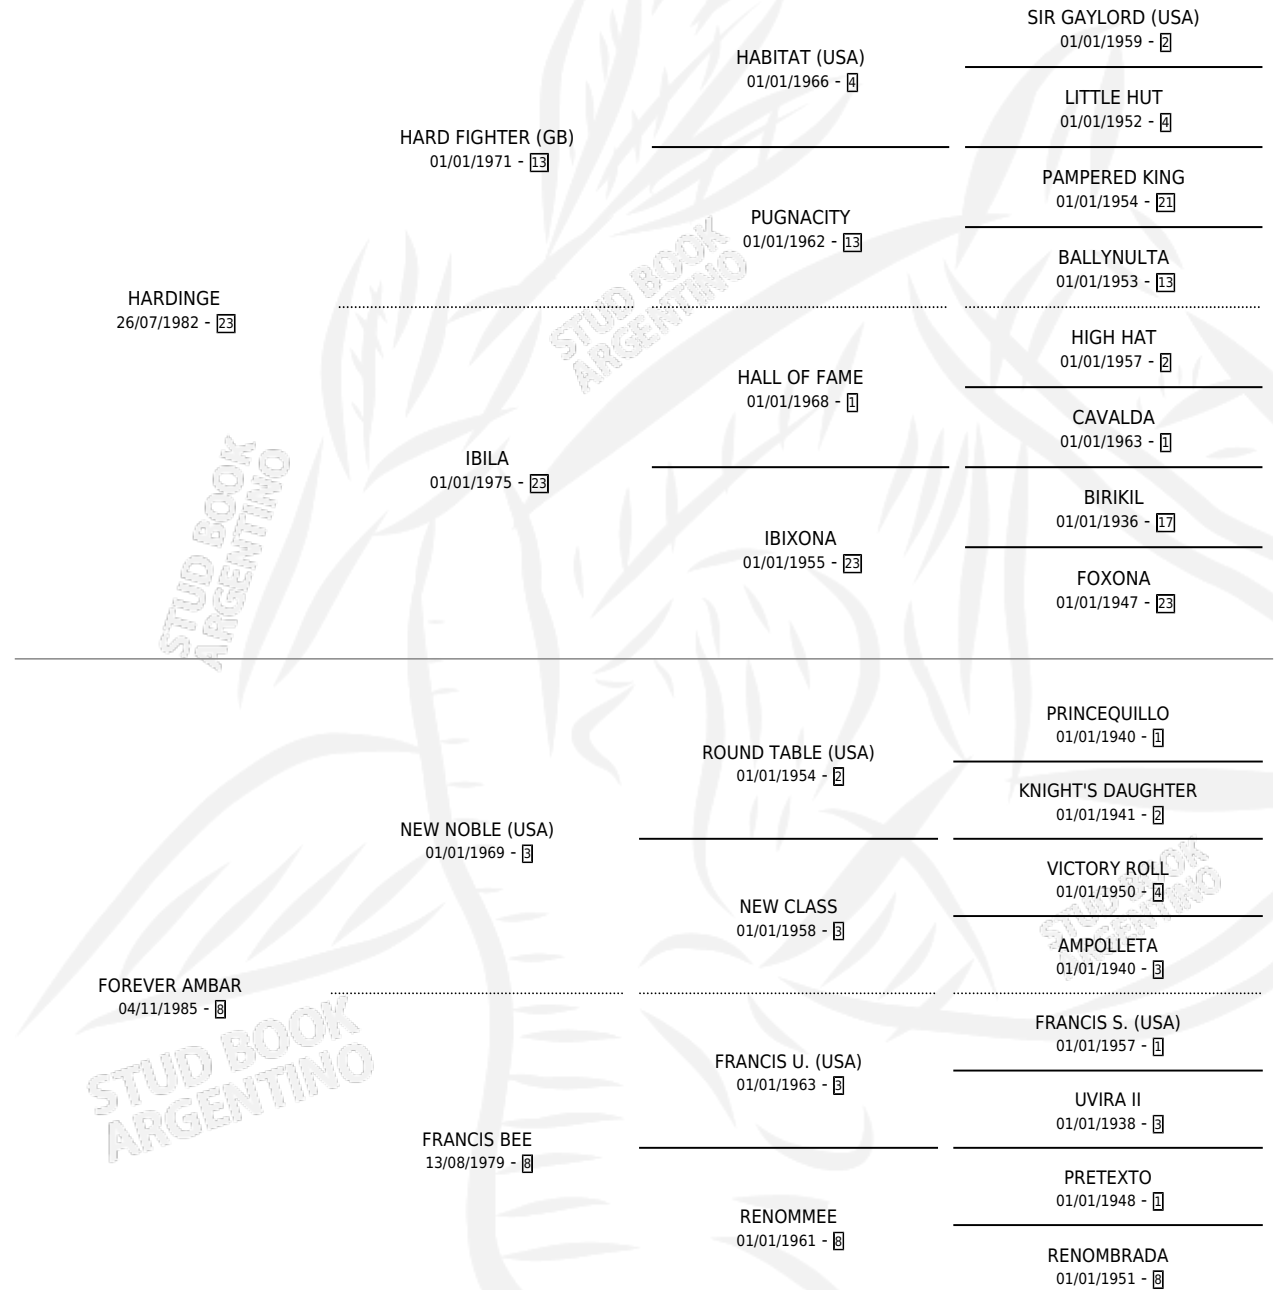 SIR GAYLORD (USA)
01/01/1959 - 2
HABITAT (USA)
01/01/1966 - 4
LITTLE HUT
01/01/1952 - 4
HARD FIGHTER (GB)
01/01/1971 - 13
PAMPERED KING
01/01/1954 - 21
PUGNACITY
01/01/1962 - 13
BALLYNULTA
01/01/1953 - 13
HARDINGE
26/07/1982 - 23
STUD BOOK
ARGENTINO
HIGH HAT
01/01/1957 - 2
HALL OF FAME
01/01/1968 - 1
CAVALDA
01/01/1963 - 1
IBILA
01/01/1975 - 23
BIRIKIL
01/01/1936 - 17
IBIXONA
01/01/1955 - 23
FOXONA
01/01/1947 - 23
STUD BOOK
ARGENTINO
PRINCEQUILLO
01/01/1940 - 1
ROUND TABLE (USA)
01/01/1954 - 2
KNIGHT'S DAUGHTER
01/01/1941 - 2
NEW NOBLE (USA)
01/01/1969 - 3
VICTORY ROLL
01/01/1950 - 4
NEW CLASS
01/01/1958 - 3
STUD BOOK
ARGENTINO
AMPOLLETA
01/01/1940 - 3
FOREVER AMBAR
04/11/1985 - 8
FRANCIS S. (USA)
01/01/1957 - 1
FRANCIS U. (USA)
01/01/1963 - 3
STUD BOOK
ARGENTINO
UVIRA II
01/01/1938 - 3
FRANCIS BEE
13/08/1979 - 8
PRETEXTO
01/01/1948 - 1
RENOMMEE
01/01/1961 - 8
RENOMBRADA
01/01/1951 - 8